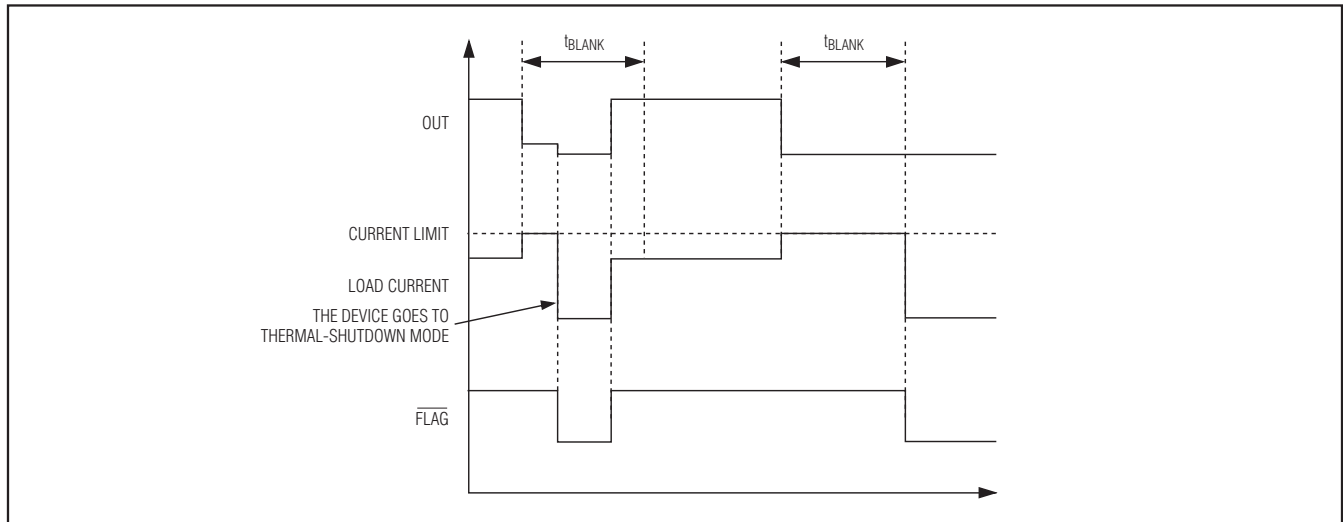 tBLANK
tBLANK
OUT
CURRENT LIMIT
LOAD CURRENT
THE DEVICE GOES TO
THERMAL-SHUTDOWN MODE
FLAG